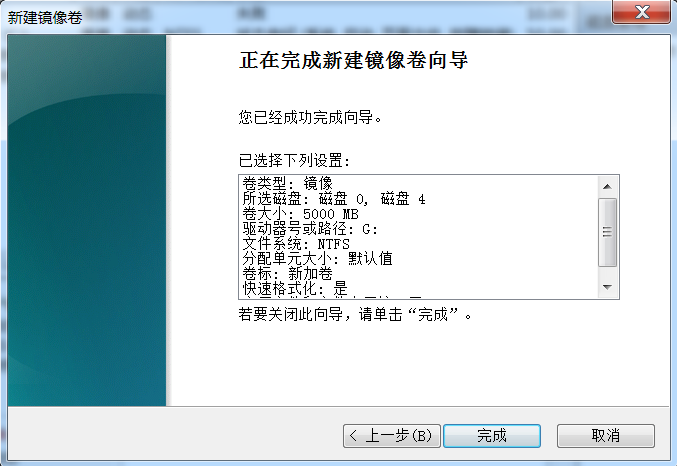 新建镜像卷
正在完成新建镜像卷向导
您已经成功完成向导。
已选择下列设置:
卷类型: 镜像
所选磁盘: 磁盘 0, 磁盘 4
卷大小: 5000 MB
驱动器号或路径: G:
文件系统: NTFS
分配单元大小: 默认值
卷标: 新加卷
快速格式化: 是
若要关闭此向导，请单击“完成”。
< 上一步(B)
完成
取消